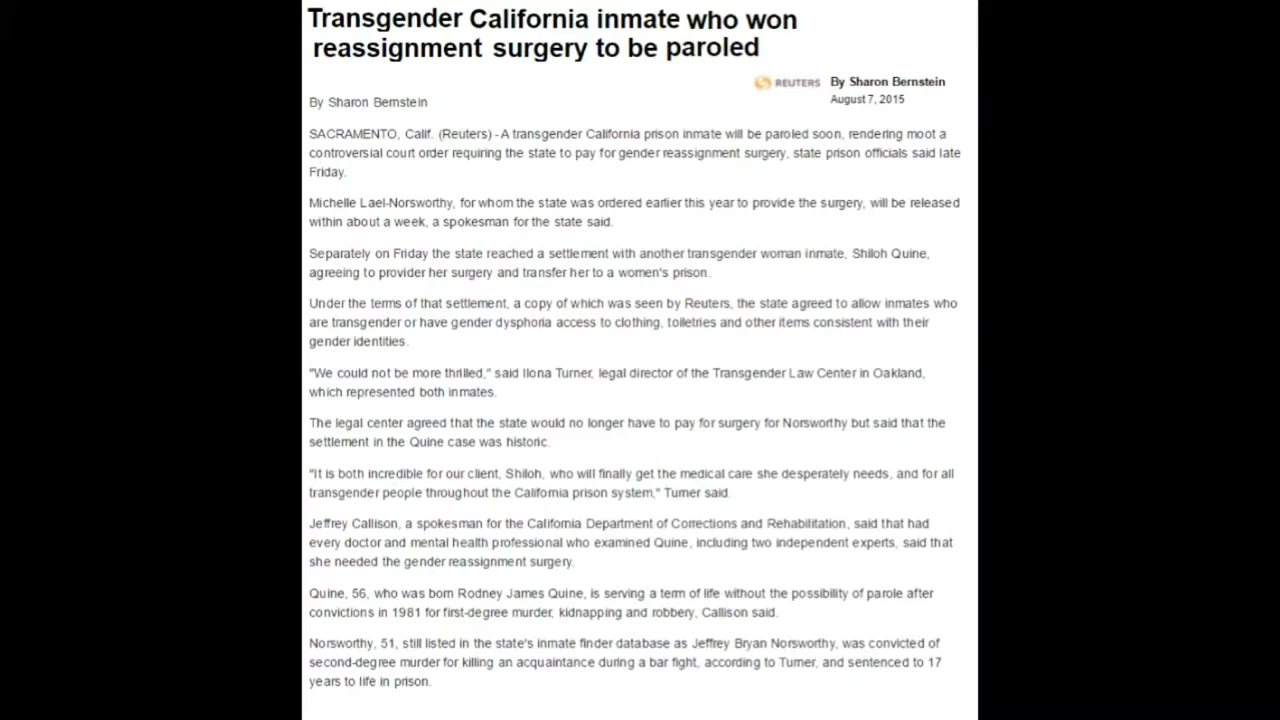 Transgender California inmate who won
reassignment surgery to be paroled
REUTERS By Sharon Bernstein
August 7, 2015
By Sharon Bernstein
SACRAMENTO, Calif. (Reuters) - A transgender California prison inmate will be paroled soon, rendering moot a
controversial court order requiring the state to pay for gender reassignment surgery, state prison officials said late
Friday.
Michelle Lael-Norsworthy, for whom the state was ordered earlier this year to provide the surgery, will be released
within about a week, a spokesman for the state said.
Separately on Friday the state reached a settlement with another transgender woman inmate, Shiloh Quine,
agreeing to provider her surgery and transfer her to a women's prison.
Under the terms of that settlement, a copy of which was seen by Reuters, the state agreed to allow inmates who
are transgender or have gender dysphoria access to clothing, toiletries and other items consistent with their
gender identities.
"We could not be more thrilled," said Ilona Turner, legal director of the Transgender Law Center in Oakland,
which represented both inmates.
The legal center agreed that the state would no longer have to pay for surgery for Norsworthy but said that the
settlement in the Quine case was historic.
"It is both incredible for our client, Shiloh, who will finally get the medical care she desperately needs, and for all
transgender people throughout the California prison system," Turner said.
Jeffrey Callison, a spokesman for the California Department of Corrections and Rehabilitation, said that had
every doctor and mental health professional who examined Quine, including two independent experts, said that
she needed the gender reassignment surgery.
Quine, 56, who was born Rodney James Quine, is serving a term of life without the possibility of parole after
convictions in 1981 for first-degree murder, kidnapping and robbery, Callison said.
Norsworthy, 51, still listed in the state's inmate finder database as Jeffrey Bryan Norsworthy, was convicted of
second-degree murder for killing an acquaintance during a bar fight, according to Turner, and sentenced to 17
years to life in prison.